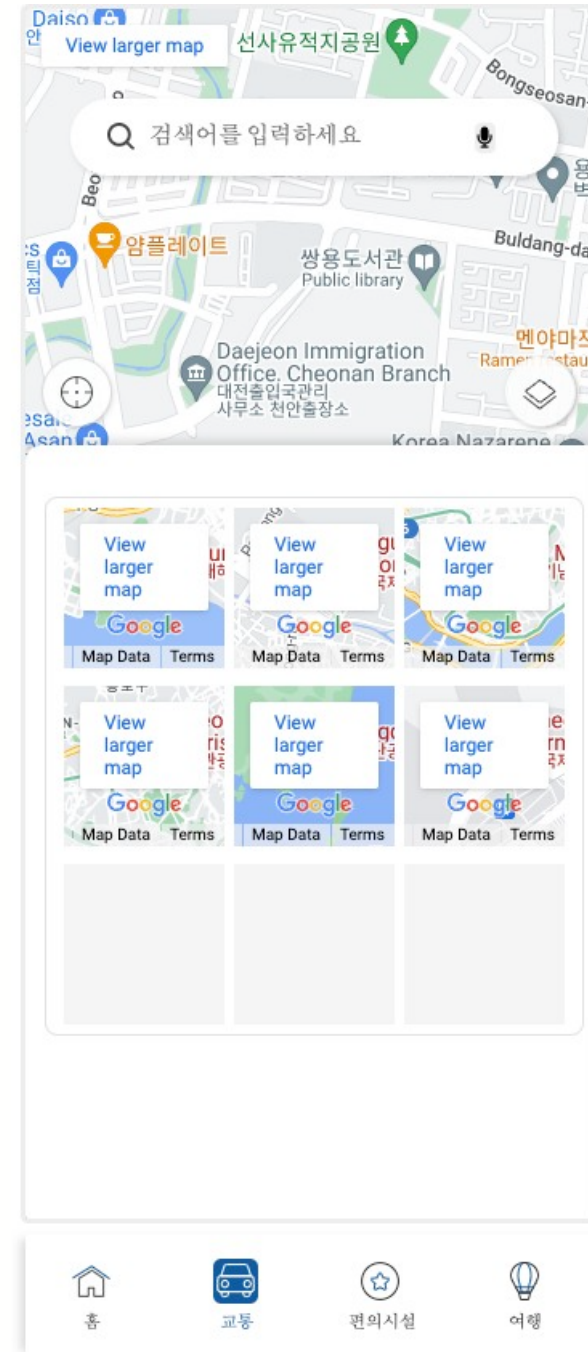 Daiso
안
View larger map
선사유적지공원
Bongseosan-
검색어를 입력하세요
Beo
용
벅
Buldang-da
얌플레이트
쌍용도서관
Public library
멘야마
Daejeon Immigration
Office. Cheonan Branch
대전출입국관리
사무소 천안출장소
Asan
Korea Nazarene
View
larger
map
Google
Map Data Terms
View
larger
map
Google
Map Data Terms
View
larger
map
Google
Map Data Terms
View
larger
map
Google
Map Data Terms
View
larger
map
Google
Map Data Terms
View
larger
map
Google
Map Data Terms
홈
교통
편의시설
여행